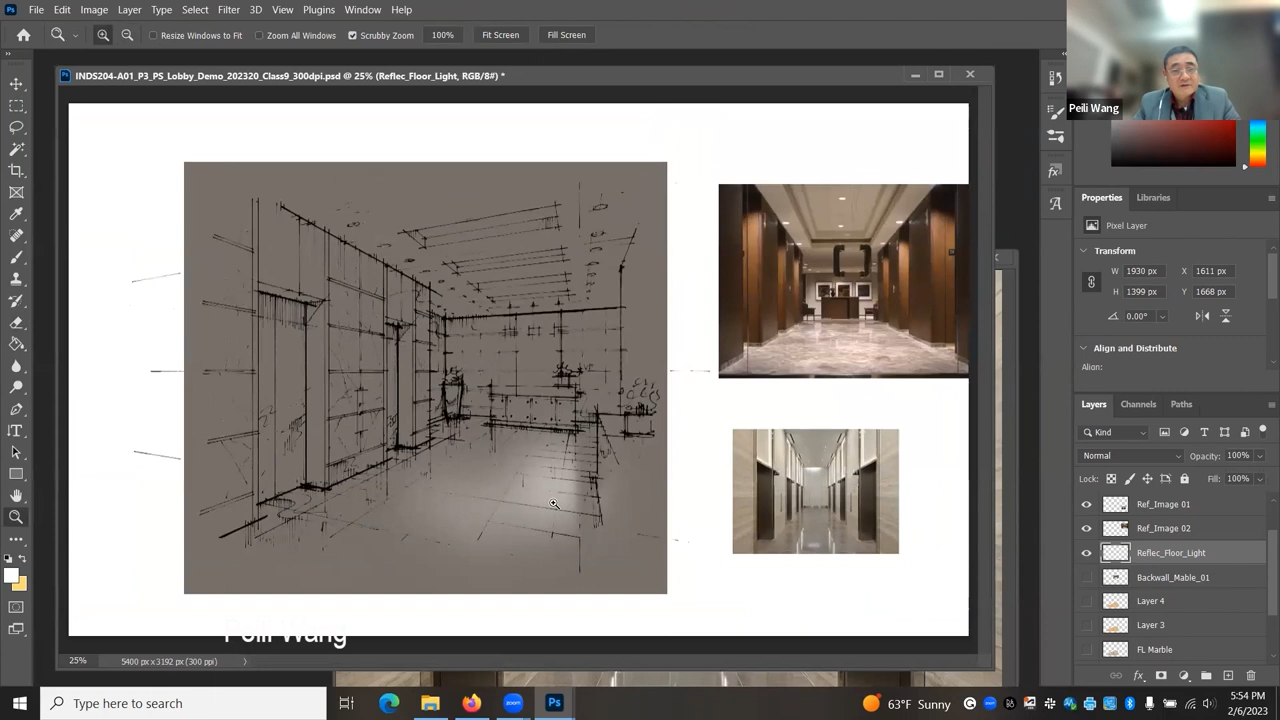 File Edit Image Layer Type Select Filter 3D View Plugins Window Help
Resize Windows to Fit Zoom All Windows Scrubby Zoom 100% Fit Screen Fill Screen
INDS204-A01_P3_PS_Lobby_Demo_202320_Class9_300dpi.psd @ 25% (Reflec_Floor_Light, RGB/8#) *
Peili Wang
Properties Libraries
Pixel Layer
Transform
W 1930 px X 1611 px
H 1399 px Y 1668 px
0.00°
Align and Distribute
Align:
Layers Channels Paths
Kind
Normal Opacity: 100%
Lock: Fill: 100%
Ref_Image 01
Ref_Image 02
Reflec_Floor_Light
Backwall_Mable_01
Layer 4
Layer 3
FL Marble
Peili Wang
25% 5400 px x 3192 px (300 ppi)
Type here to search
63°F Sunny
5:54 PM
2/6/2023